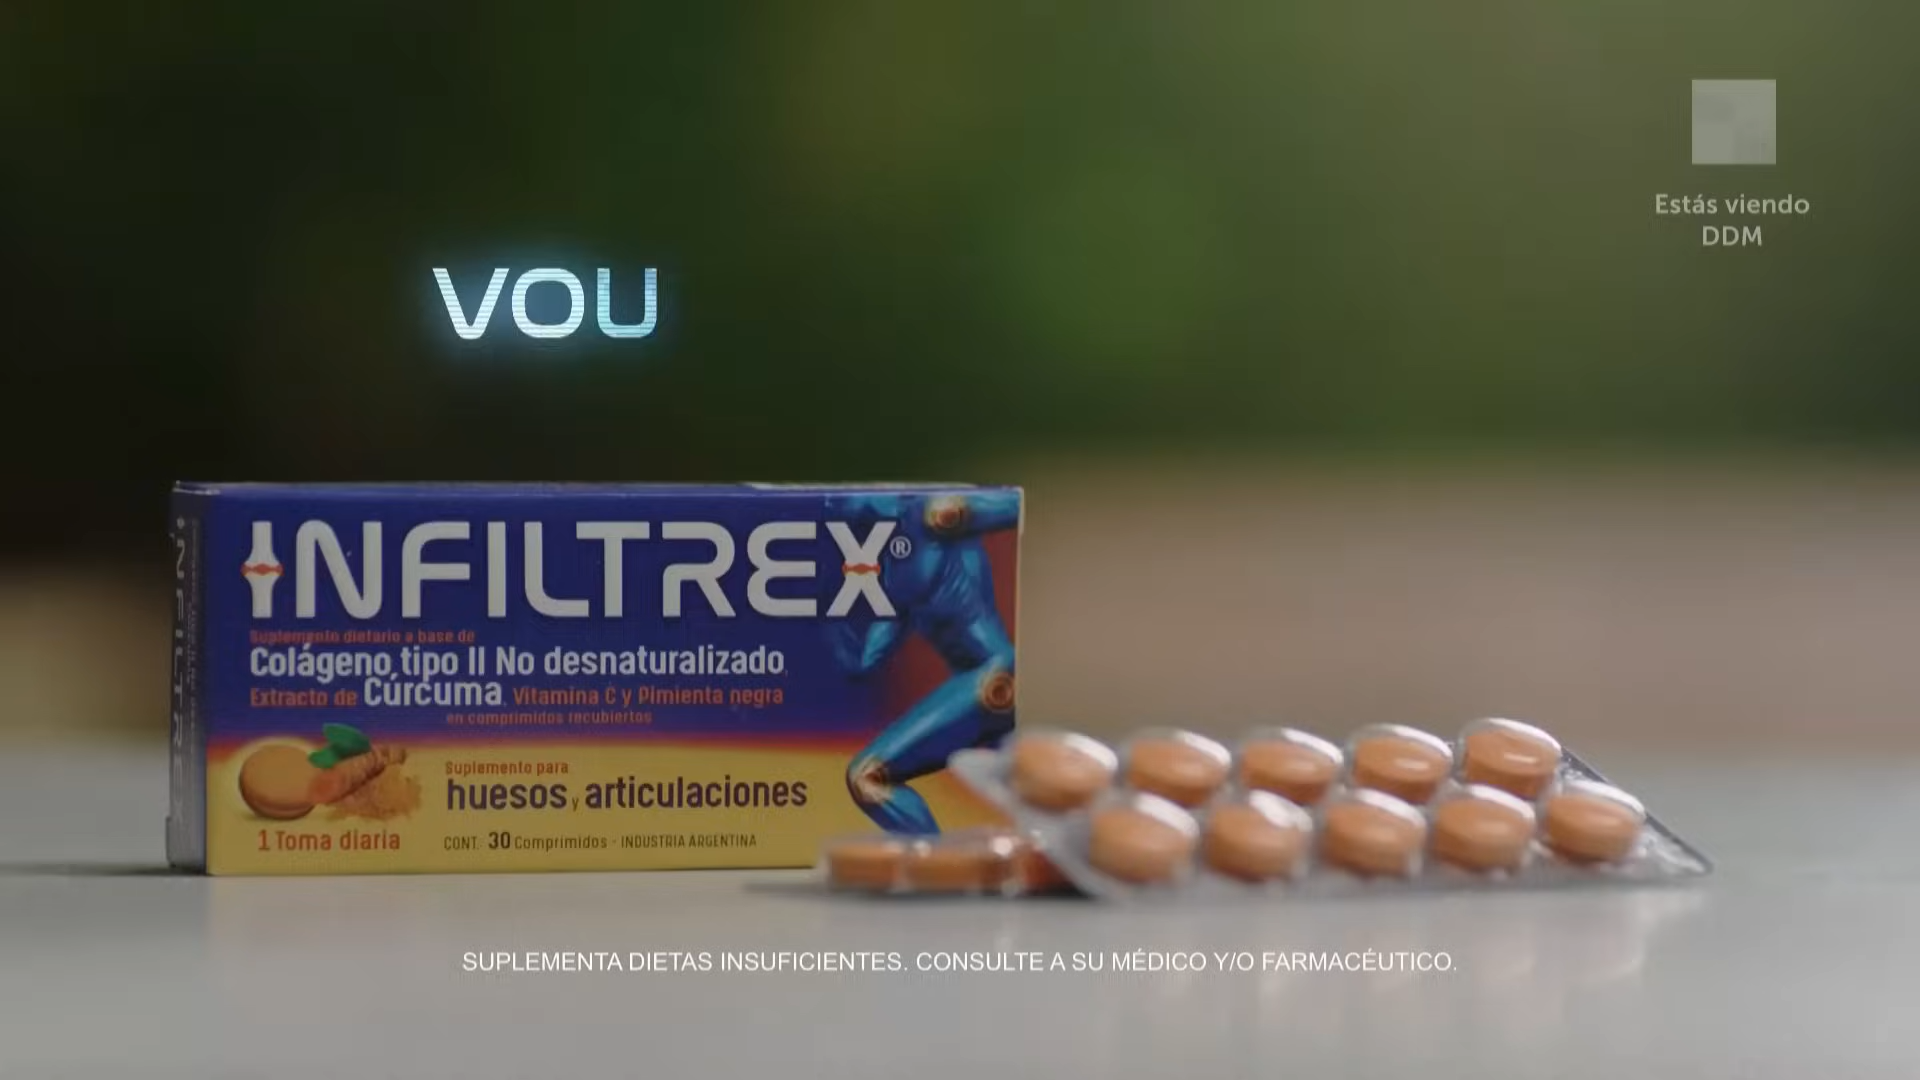 Estás viendo
DDM
VOU
INFILTREX®
Suplemento dietario a base de
Colágeno tipo II No desnaturalizado,
Extracto de Cúrcuma, Vitamina C y Pimienta negra
en comprimidos recubiertos
Suplemento para
huesos y articulaciones
1 Toma diaria
CONT.: 30 Comprimidos - INDUSTRIA ARGENTINA
INFILTREX
SUPLEMENTA DIETAS INSUFICIENTES. CONSULTE A SU MÉDICO Y/O FARMACÉUTICO.